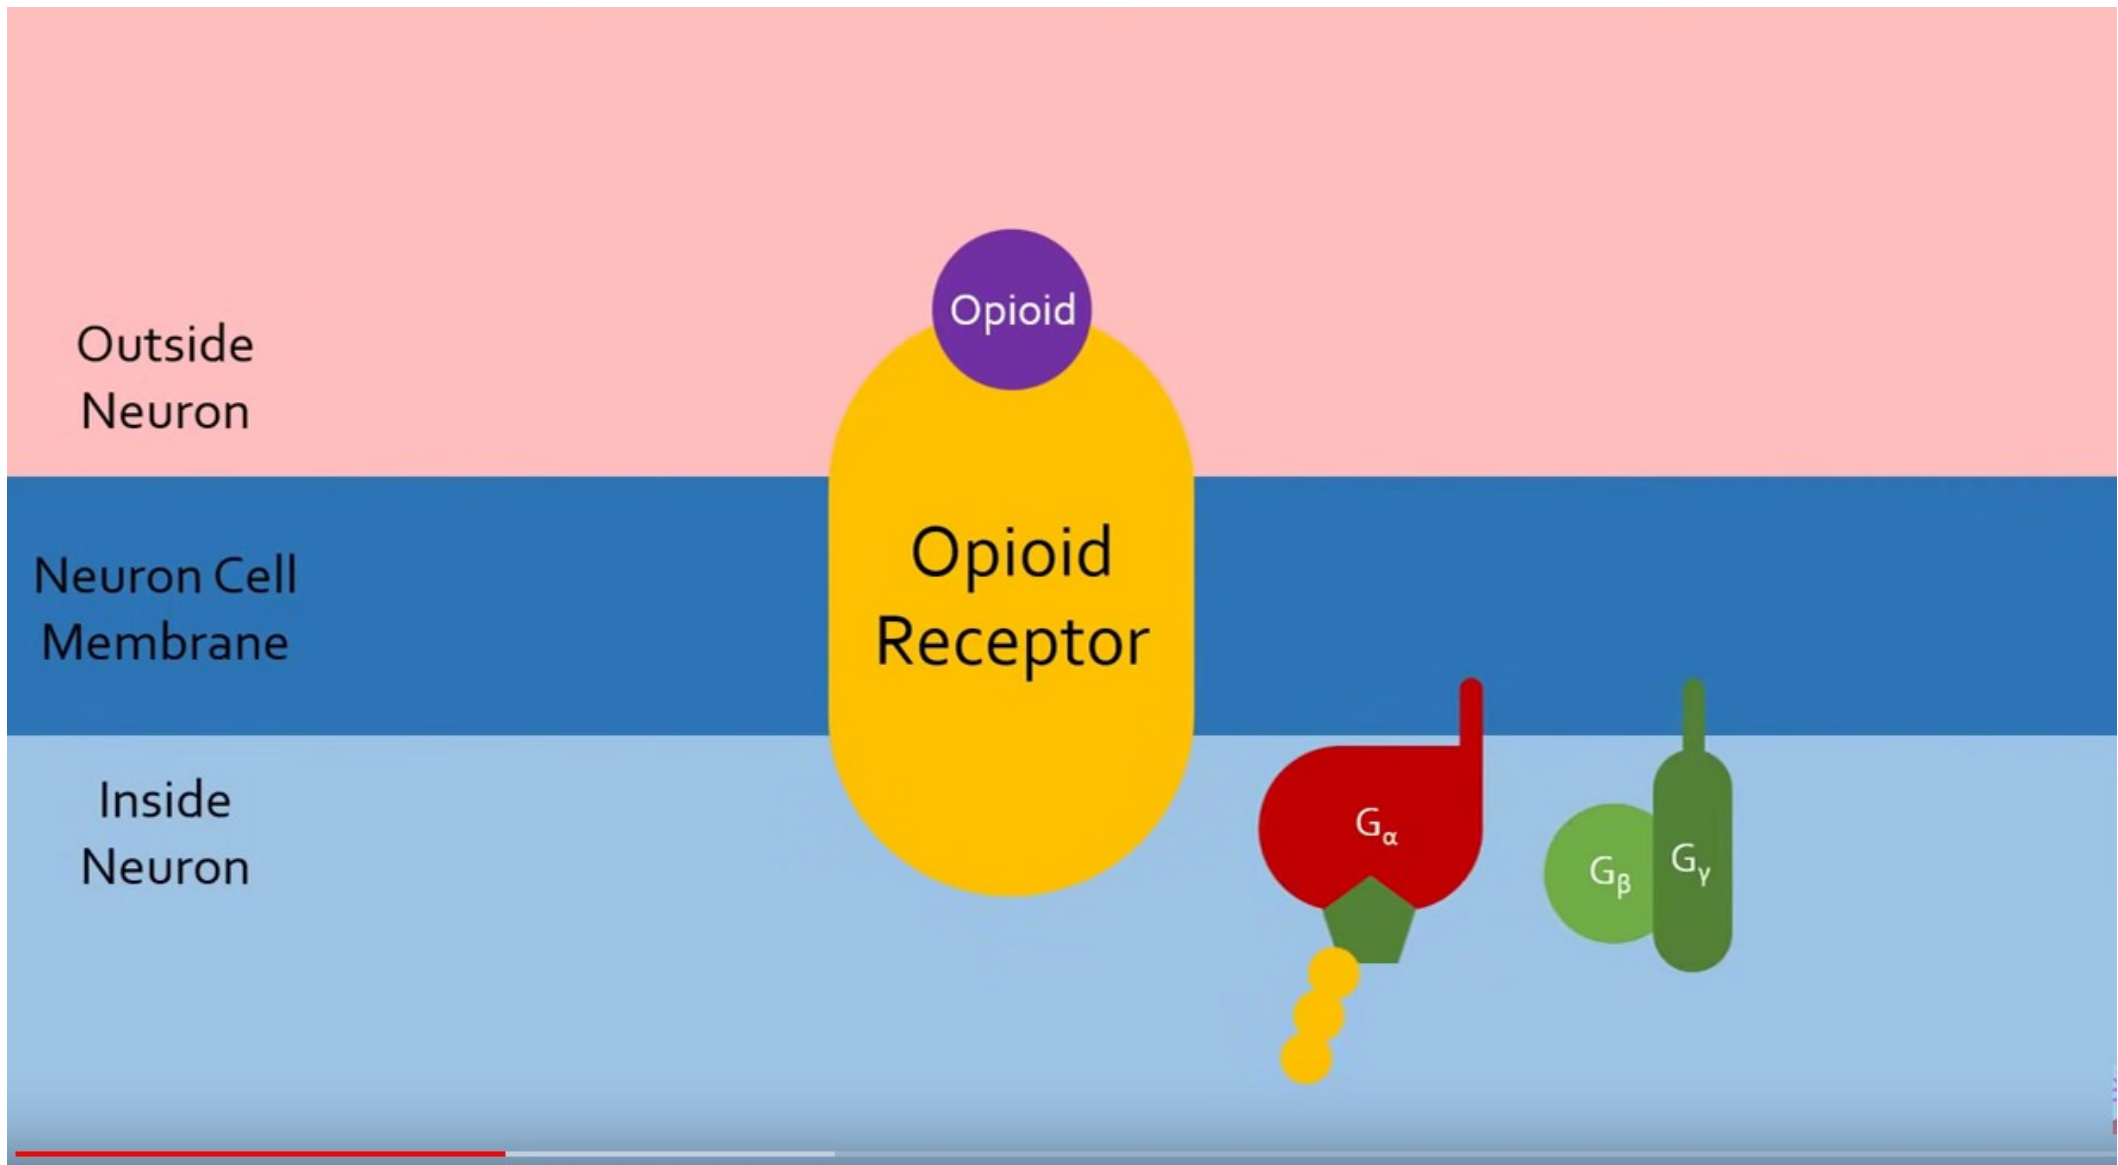 Opioid
Outside
Neuron
Opioid
Receptor
Neuron Cell
Membrane
Inside
Neuron
Gα
Gβ
Gγ